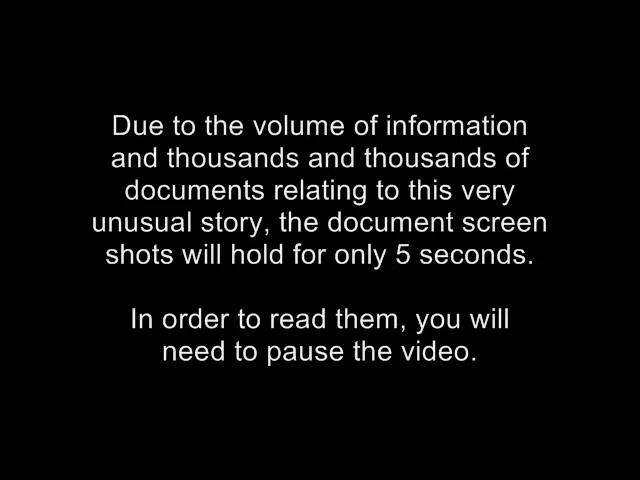 Due to the volume of information
and thousands and thousands of
documents relating to this very
unusual story, the document screen
shots will hold for only 5 seconds.
In order to read them, you will
need to pause the video.